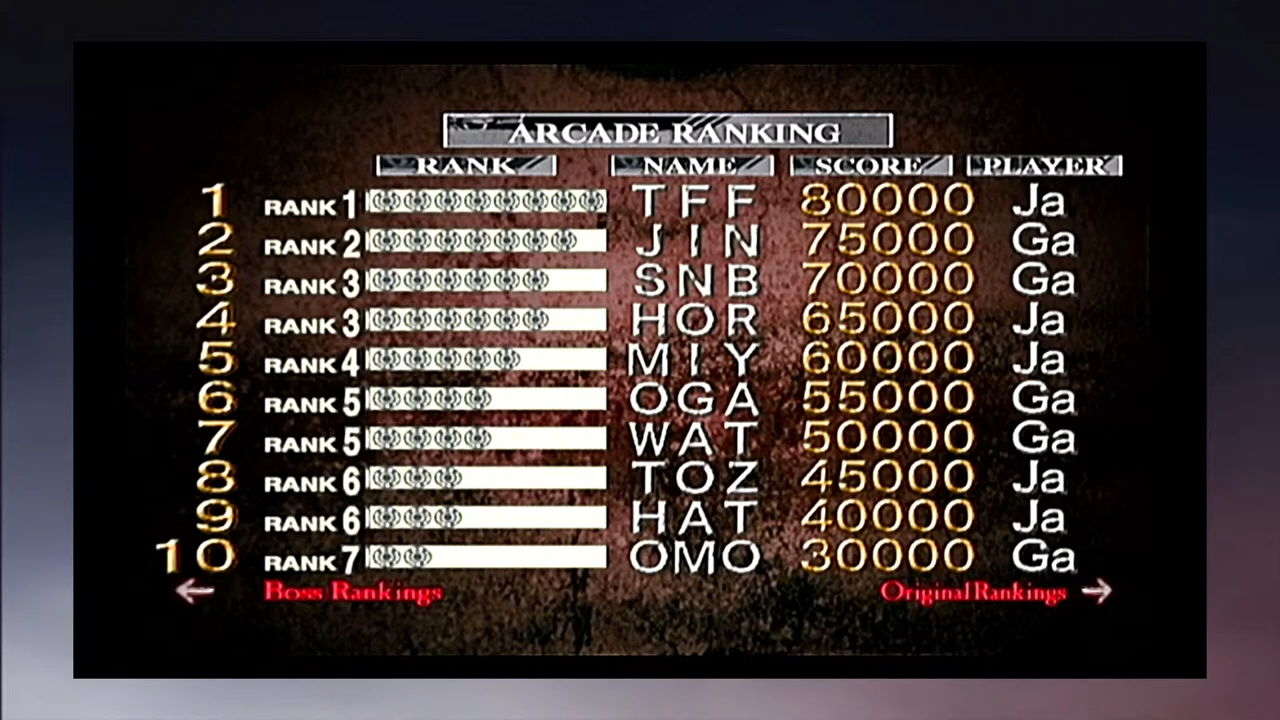 ARCADE RANKING
RANK NAME SCORE PLAYER
1 RANK 1 TFF 80000 Ja
2 RANK 2 JIN 75000 Ga
3 RANK 3 SNB 70000 Ga
4 RANK 3 HOR 65000 Ja
5 RANK 4 MIY 60000 Ja
6 RANK 5 OGA 55000 Ga
7 RANK 5 WAT 50000 Ga
8 RANK 6 TOZ 45000 Ja
9 RANK 6 HAT 40000 Ja
10 RANK 7 OMO 30000 Ga
Boss Rankings Original Rankings